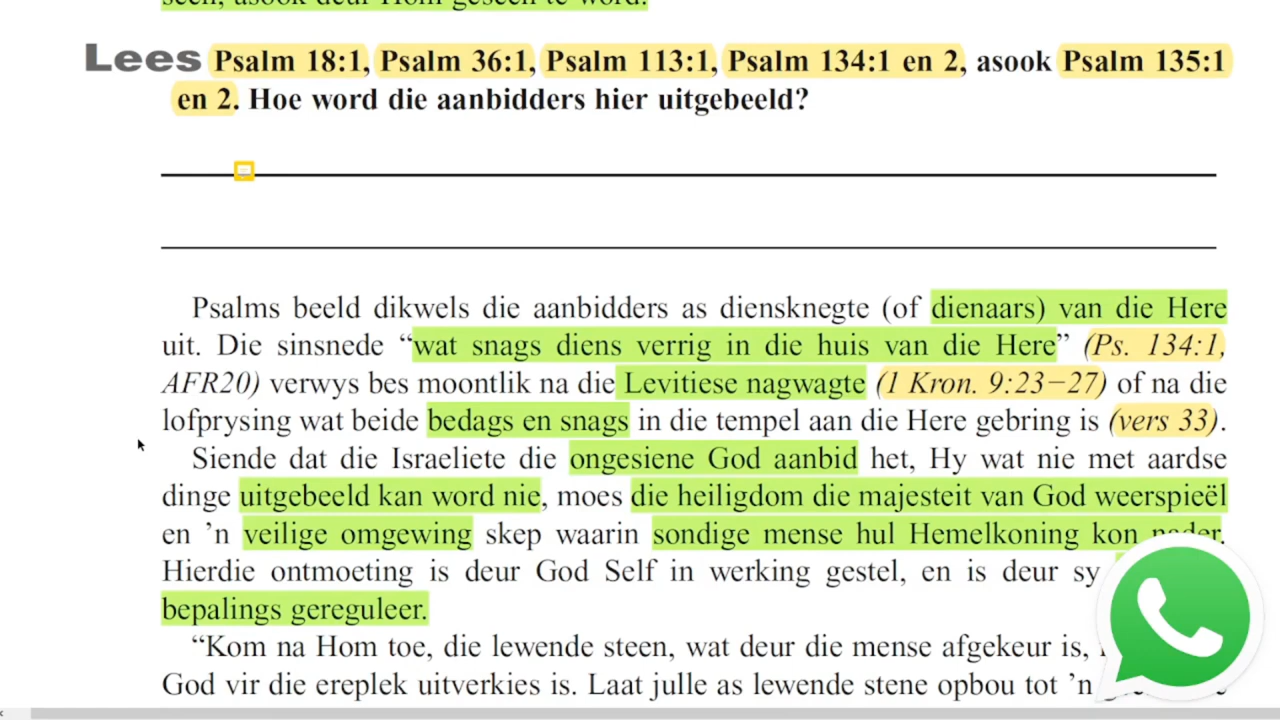 seën, asook deur Hom geseën te word.
Lees Psalm 18:1, Psalm 36:1, Psalm 113:1, Psalm 134:1 en 2, asook Psalm 135:1
en 2. Hoe word die aanbidders hier uitgebeeld?
Psalms beeld dikwels die aanbidders as diensknegte (of dienaars) van die Here
uit. Die sinsnede “wat snags diens verrig in die huis van die Here” (Ps. 134:1,
AFR20) verwys bes moontlik na die Levitiese nagwagte (1 Kron. 9:23–27) of na die
lofprysing wat beide bedags en snags in die tempel aan die Here gebring is (vers 33).
Siende dat die Israeliete die ongesiene God aanbid het, Hy wat nie met aardse
dinge uitgebeeld kan word nie, moes die heiligdom die majesteit van God weerspieël
en ’n veilige omgewing skep waarin sondige mense hul Hemelkoning kon nader.
Hierdie ontmoeting is deur God Self in werking gestel, en is deur sy
bepalings gereguleer.
“Kom na Hom toe, die lewende steen, wat deur die mense afgekeur is,
God vir die ereplek uitverkies is. Laat julle as lewende stene opbou tot ’n